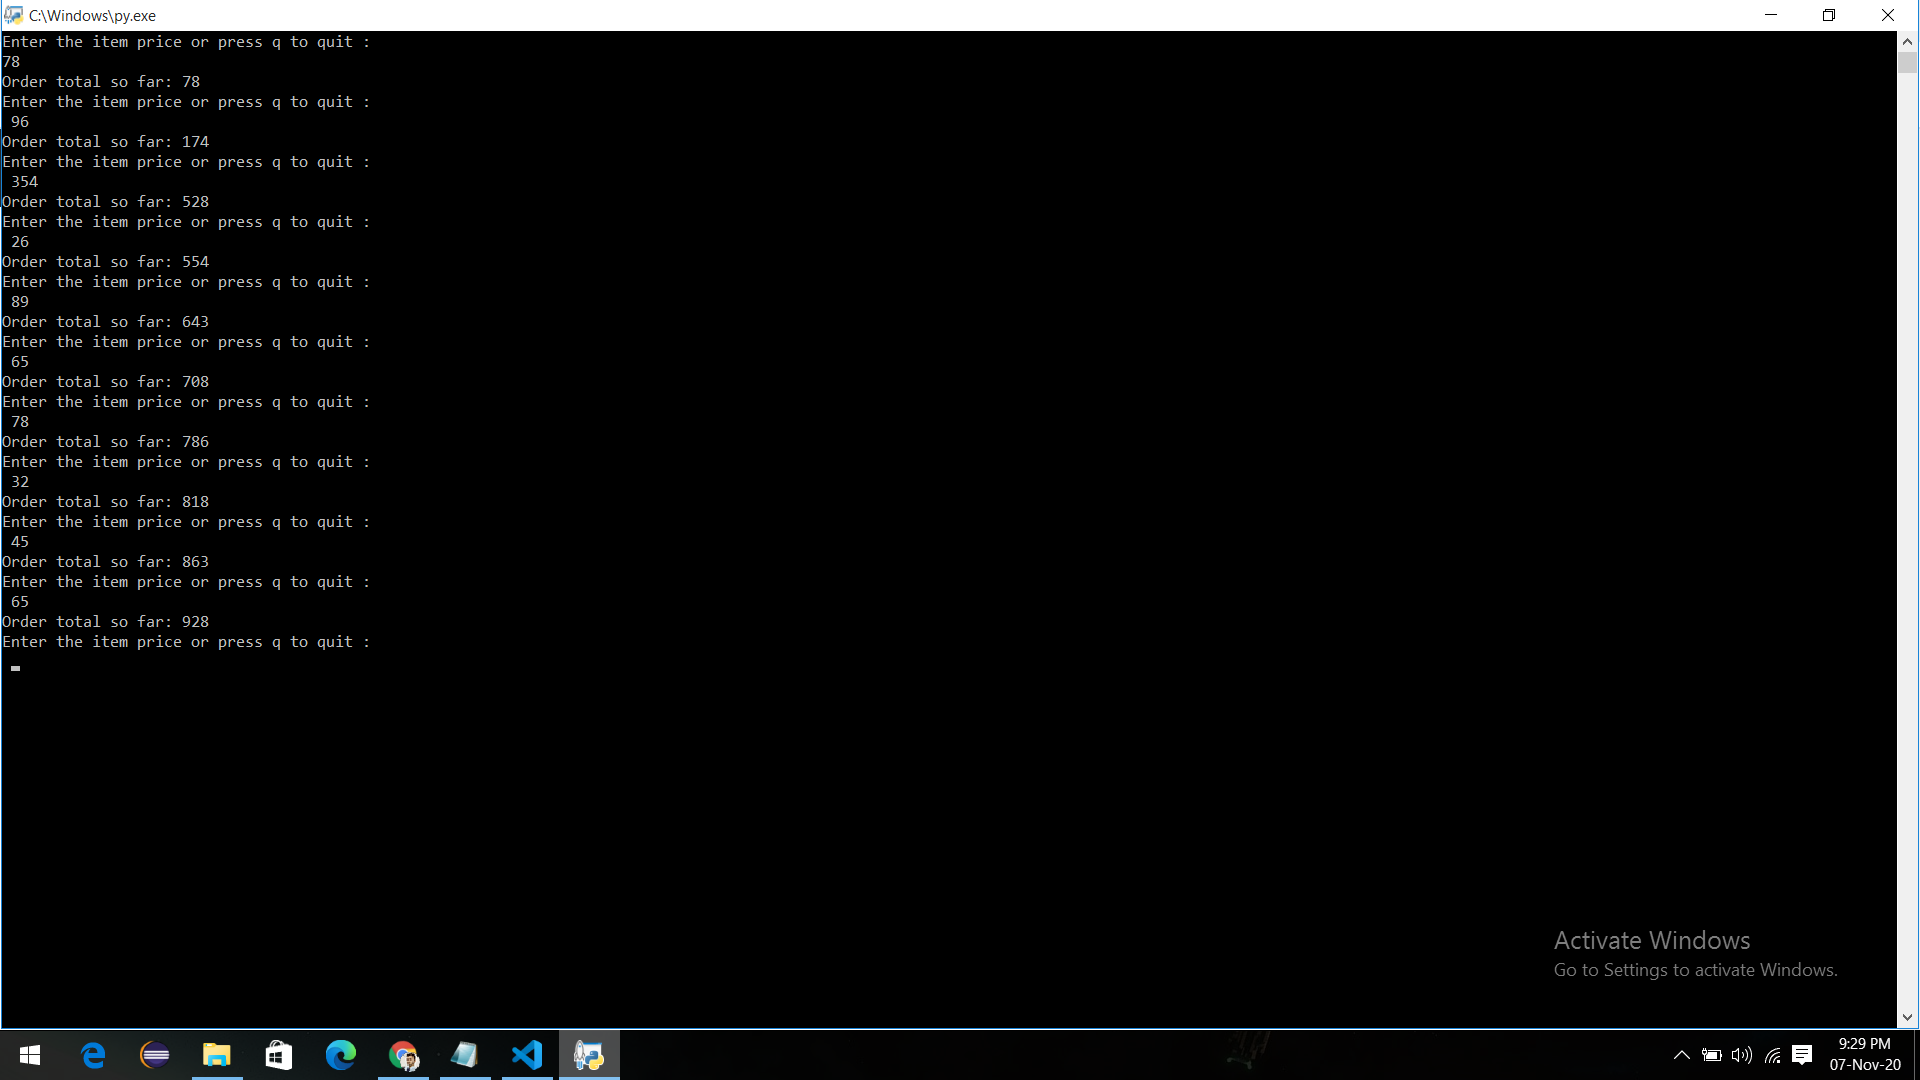 C:\Windows\py.exe
Enter the item price or press q to quit :
78
Order total so far: 78
Enter the item price or press q to quit :
96
Order total so far: 174
Enter the item price or press q to quit :
354
Order total so far: 528
Enter the item price or press q to quit :
26
Order total so far: 554
Enter the item price or press q to quit :
89
Order total so far: 643
Enter the item price or press q to quit :
65
Order total so far: 708
Enter the item price or press q to quit :
78
Order total so far: 786
Enter the item price or press q to quit :
32
Order total so far: 818
Enter the item price or press q to quit :
45
Order total so far: 863
Enter the item price or press q to quit :
65
Order total so far: 928
Enter the item price or press q to quit :
Activate Windows
Go to Settings to activate Windows.
9:29 PM
07-Nov-20